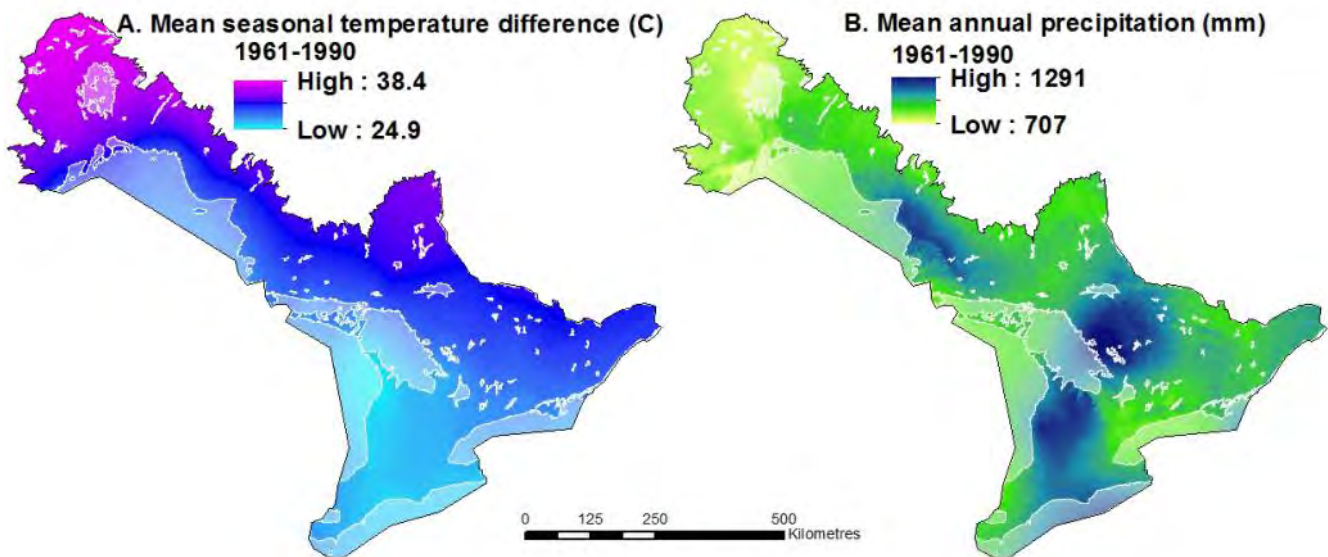 A. Mean seasonal temperature difference (C)
1961-1990
High : 38.4
Low : 24.9
B. Mean annual precipitation (mm)
1961-1990
High : 1291
Low : 707
0 125 250 500
Kilometres